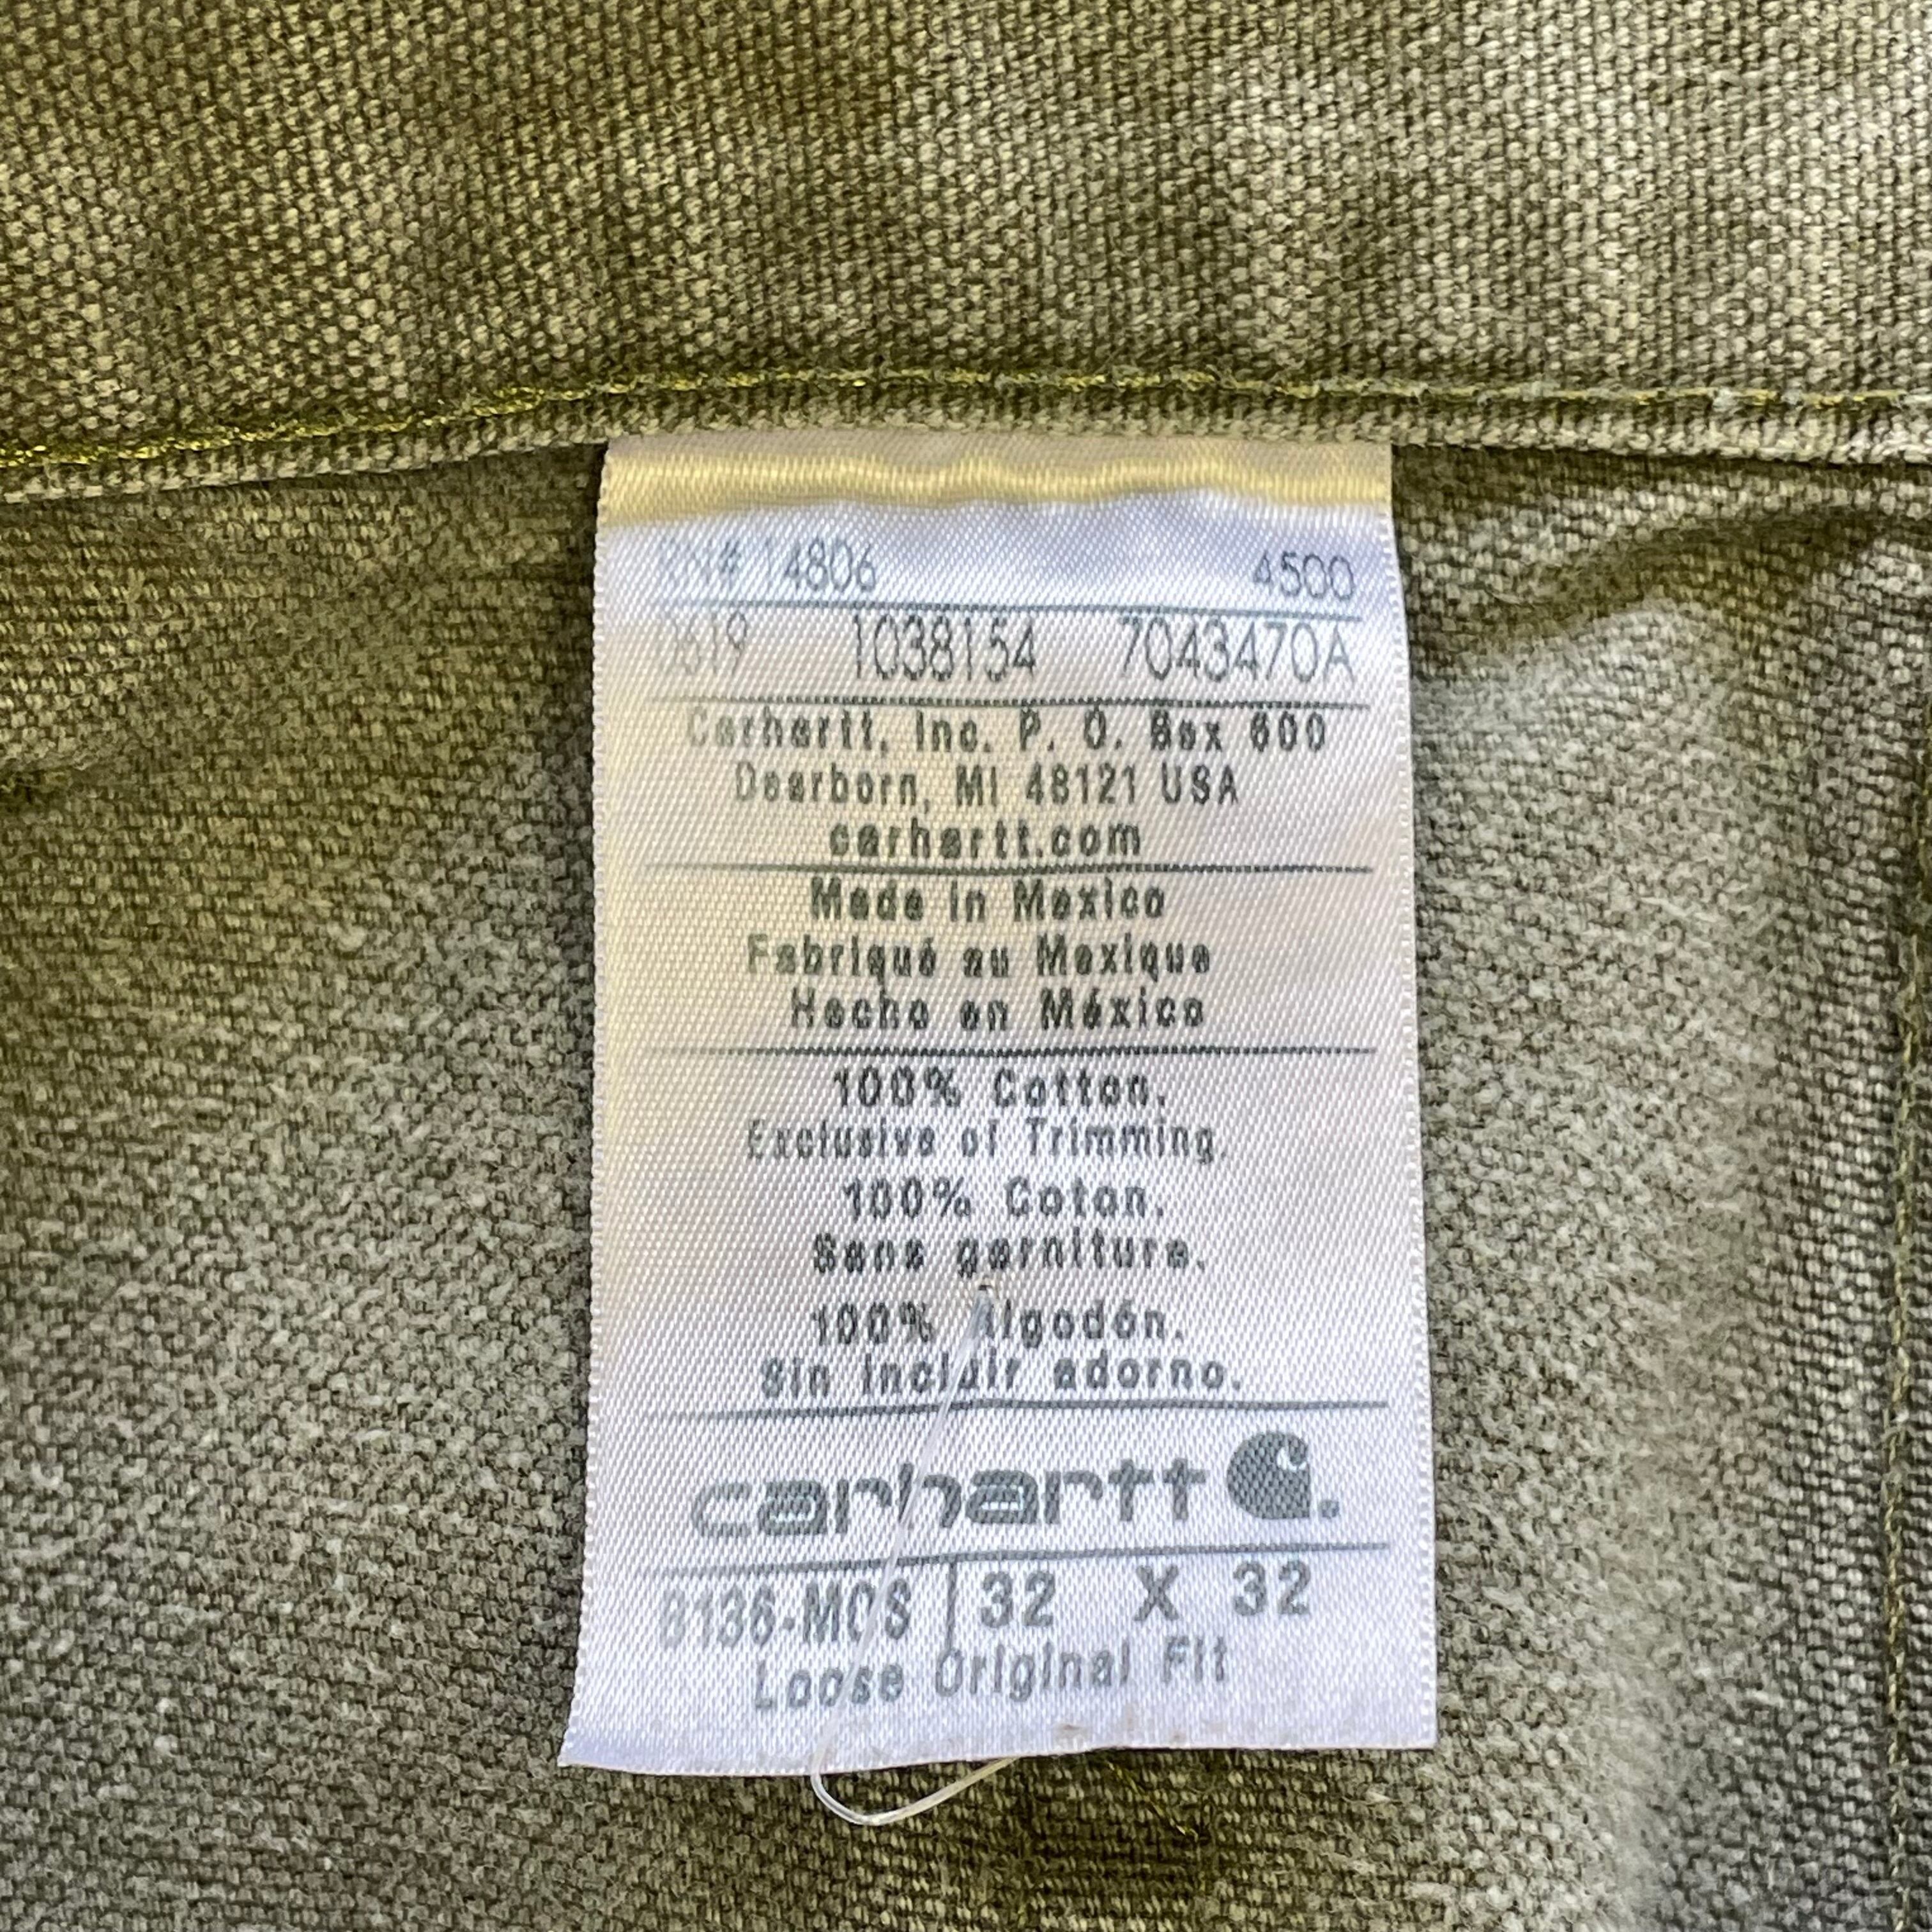 RN# 14806 4500
0619 1038154 7043470A
Carhartt, Inc. P. O. Box 600
Dearborn, MI 48121 USA
carhartt.com
Made in Mexico
Fabriqué au Mexique
Hecho en México
100% Cotton.
Exclusive of Trimming.
100% Coton.
Sans garniture.
100% Algodón.
Sin incluir adorno.
carhartt
B136-MOS 32 X 32
Loose Original Fit